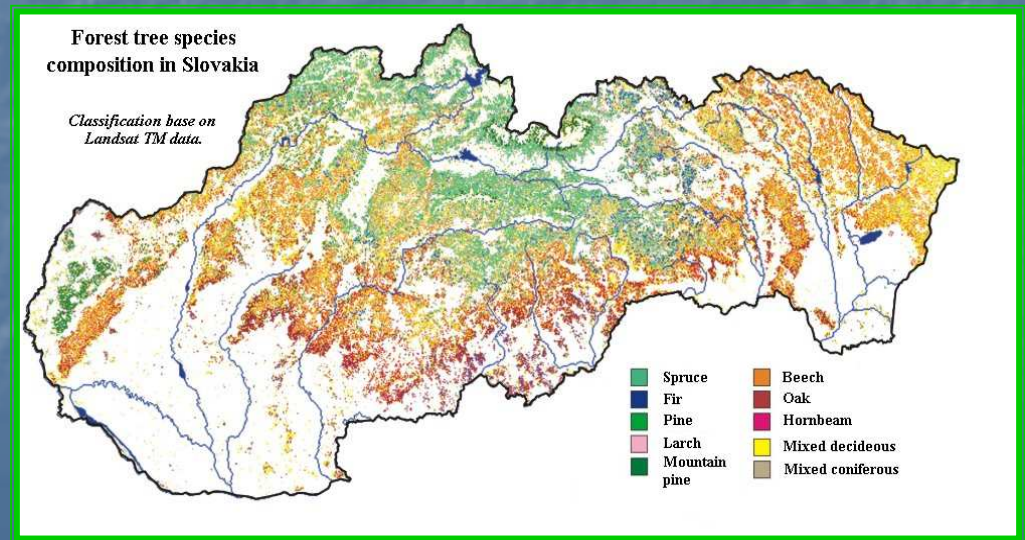 Forest tree species
composition in Slovakia
Classification base on
Landsat TM data.
Spruce
Fir
Pine
Larch
Mountain
pine
Beech
Oak
Hornbeam
Mixed decideous
Mixed coniferous